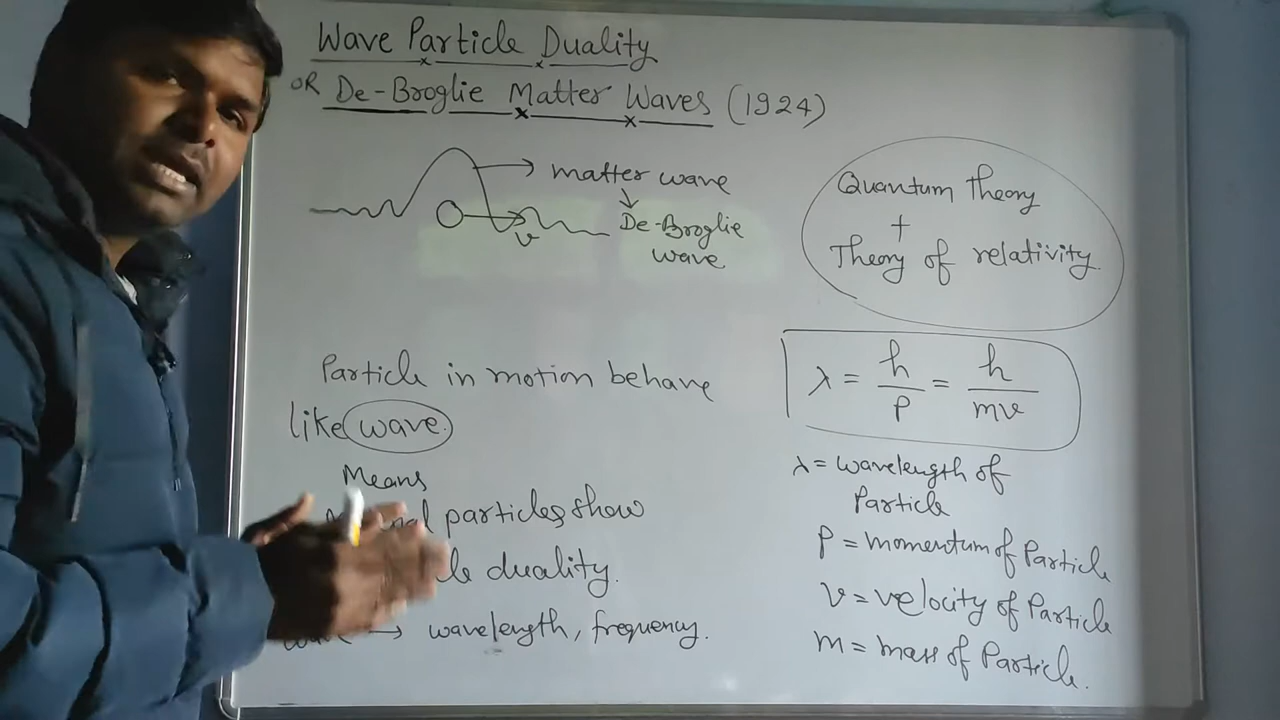 Wave Particle Duality
OR De-Broglie Matter Waves (1924)
matter wave
De-Broglie
wave
v
Quantum Theory
+
Theory of relativity
Particle in motion behave
like wave.
Means
particles show
duality.
→ wavelength, frequency.
λ = h/P = h/mv
λ = wavelength of
Particle
P = momentum of Particle
v = velocity of Particle
m = mass of Particle.